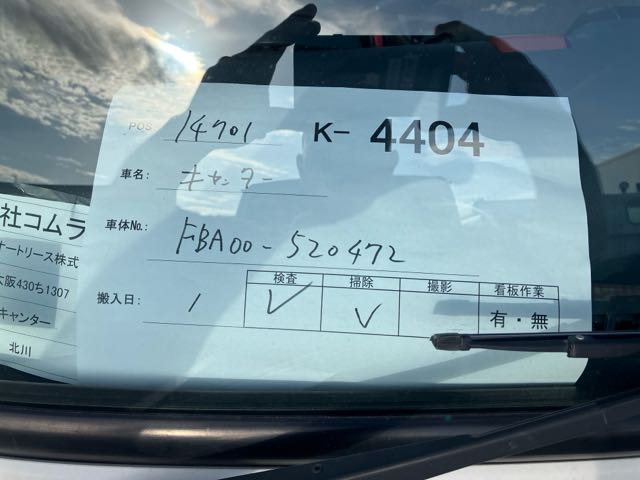 POS 14701 K- 4404
車名: キャンター
車体No.: FBA00-520472
搬入日: 1
検査 掃除 撮影 看板作業
✓ ✓ 有・無
社コムラ
オートリース株式
大阪430ち1307
キャンター
北川